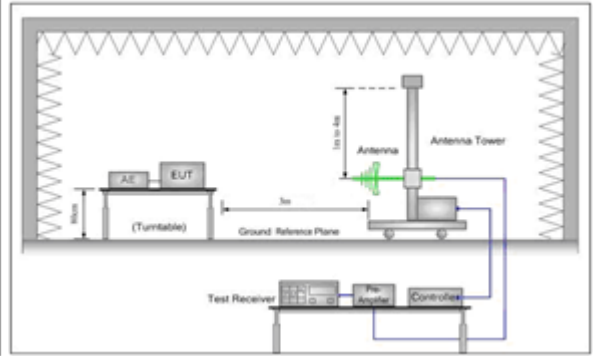 1m to 4m
Antenna
Antenna Tower
AE
EUT
3m
80cm
(Turntable)
Ground Reference Plane
Test Receiver
Pre-
Amplifier
Controller